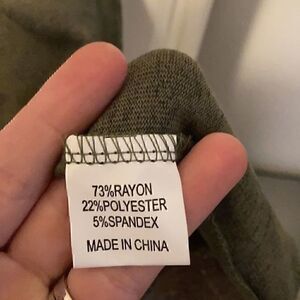 73%RAYON
22%POLYESTER
5%SPANDEX
MADE IN CHINA